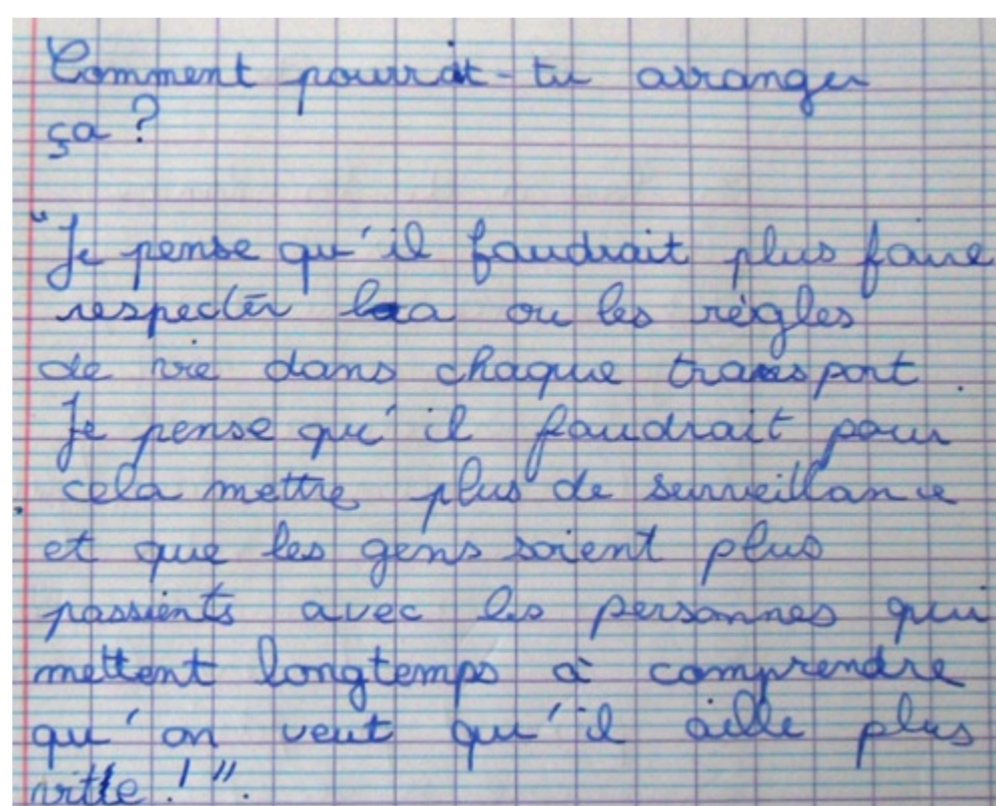 Comment pourrait-tu arranger
ça ?
"Je pense qu'il faudrait plus faire
respecter la ou les règles
de vie dans chaque transport.
Je pense qu'il faudrait pour
cela mettre plus de surveillance
et que les gens soient plus
passients avec les personnes qui
mettent longtemps à comprendre
qu'on veut qu'il aille plus
vitte !".